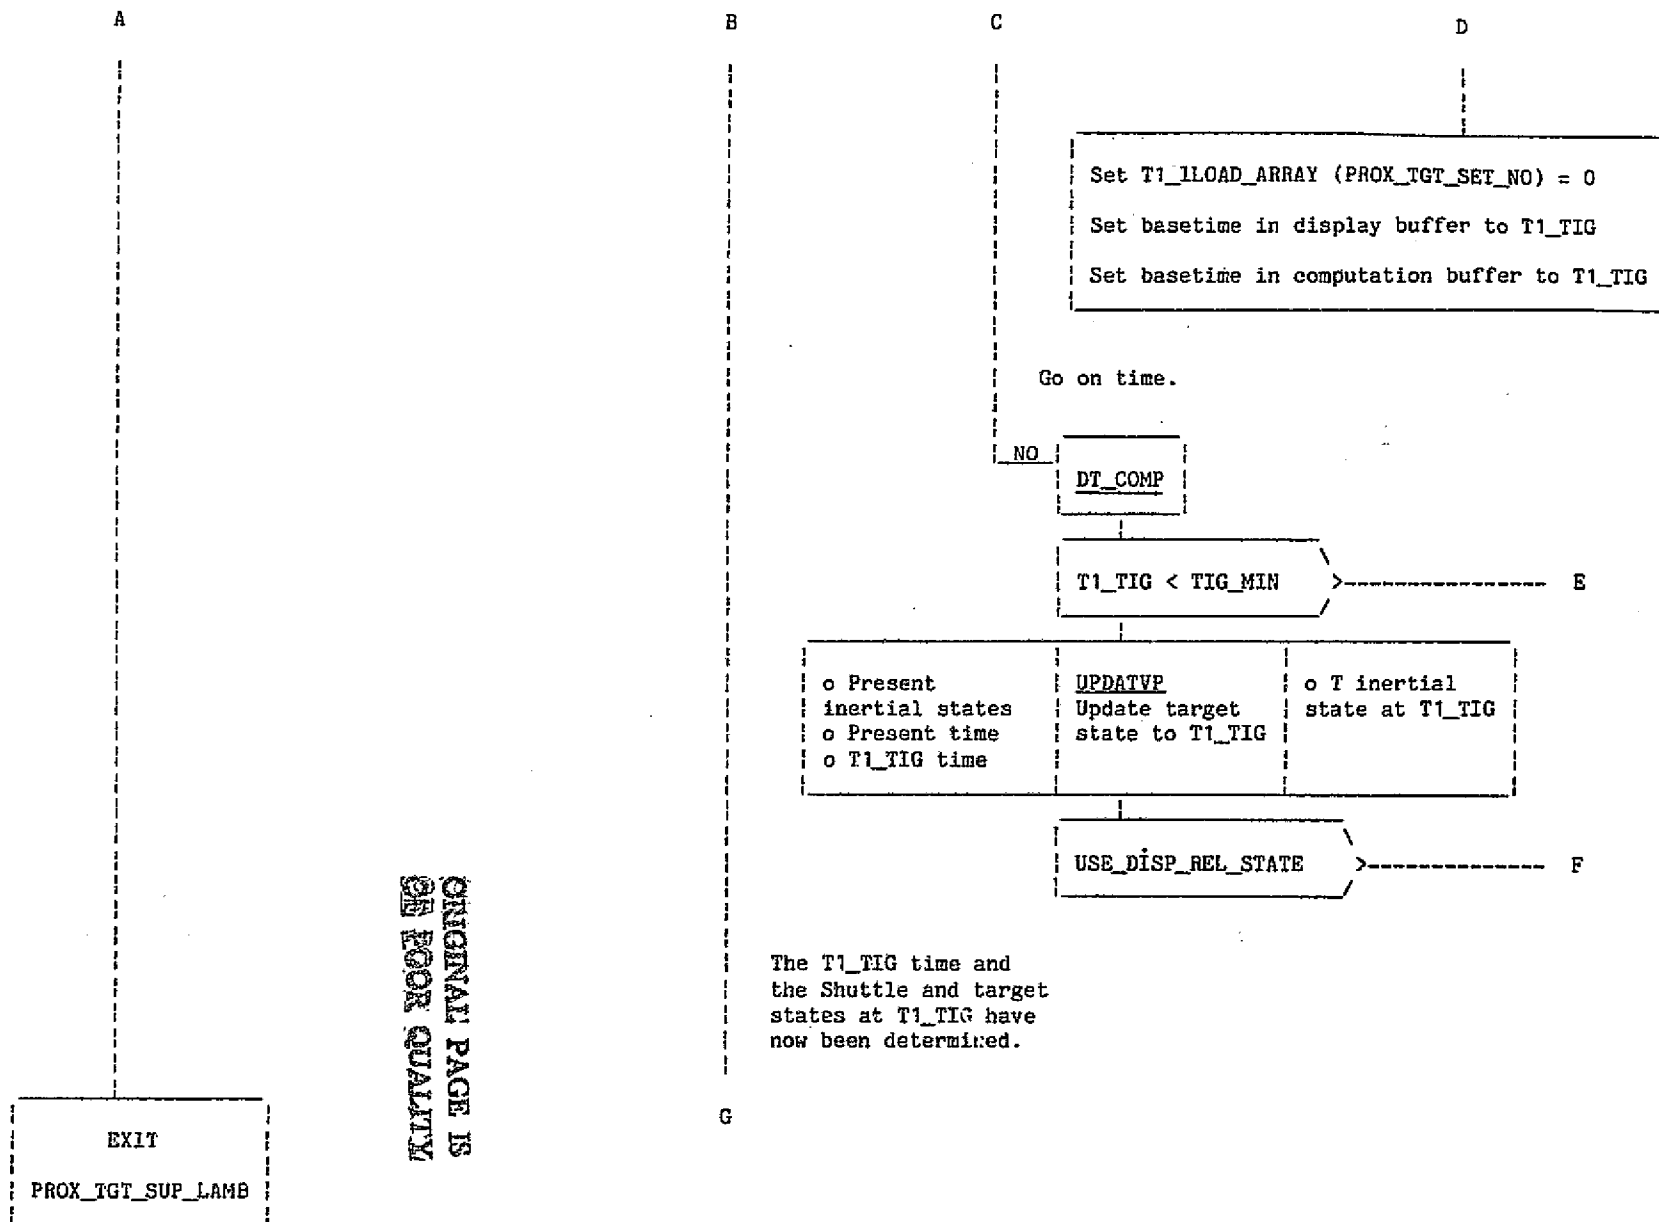 A
B
C
D
Set T1_ILOAD_ARRAY (PROX_TGT_SET_NO) = 0
Set basetime in display buffer to T1_TIG
Set basetime in computation buffer to T1_TIG
Go on time.
NO
DT_COMP
T1_TIG < TIG_MIN
E
o Present
inertial states
o Present time
o T1_TIG time
UPDATVP
Update target
state to T1_TIG
o T inertial
state at T1_TIG
USE_DISP_REL_STATE
F
The T1_TIG time and
the Shuttle and target
states at T1_TIG have
now been determined.
G
ORIGINAL PAGE IS
OF POOR QUALITY
EXIT
PROX_TGT_SUP_LAMB